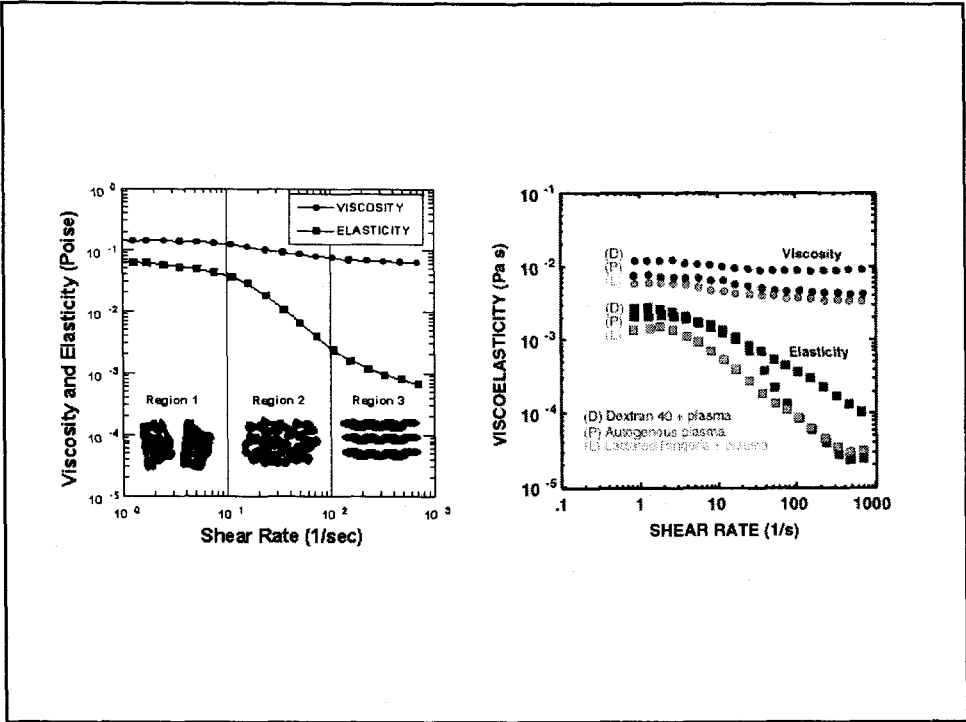 10 0
10 -1
10 -2
10 -3
10 -4
10 -5
Viscosity and Elasticity (Poise)
VISCOSITY
ELASTICITY
Region 1
Region 2
Region 3
10 0
10 1
10 2
10 3
Shear Rate (1/sec)
10 -1
10 -2
10 -3
10 -4
10 -5
VISCOELASTICITY (Pa s)
Viscosity
(D)
(P)
(L)
(D)
(P)
(L)
Elasticity
(D) Dextran 40 + plasma
(P) Autogenous plasma
(L) Lactated Ringer's + plasma
.1
1
10
100
1000
SHEAR RATE (1/s)